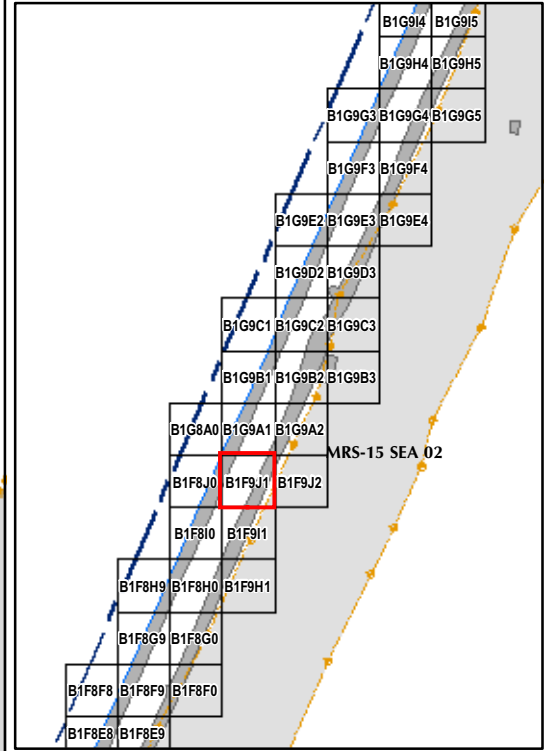 B1G9I4 B1G9I5
B1G9H4 B1G9H5
B1G9G3 B1G9G4 B1G9G5
B1G9F3 B1G9F4
B1G9E2 B1G9E3 B1G9E4
B1G9D2 B1G9D3
B1G9C1 B1G9C2 B1G9C3
B1G9B1 B1G9B2 B1G9B3
B1G8A0 B1G9A1 B1G9A2
MRS-15 SEA 02
B1F8J0 B1F9J1 B1F9J2
B1F8I0 B1F9I1
B1F8H9 B1F8H0 B1F9H1
B1F8G9 B1F8G0
B1F8F8 B1F8F9 B1F8F0
B1F8E8 B1F8E9